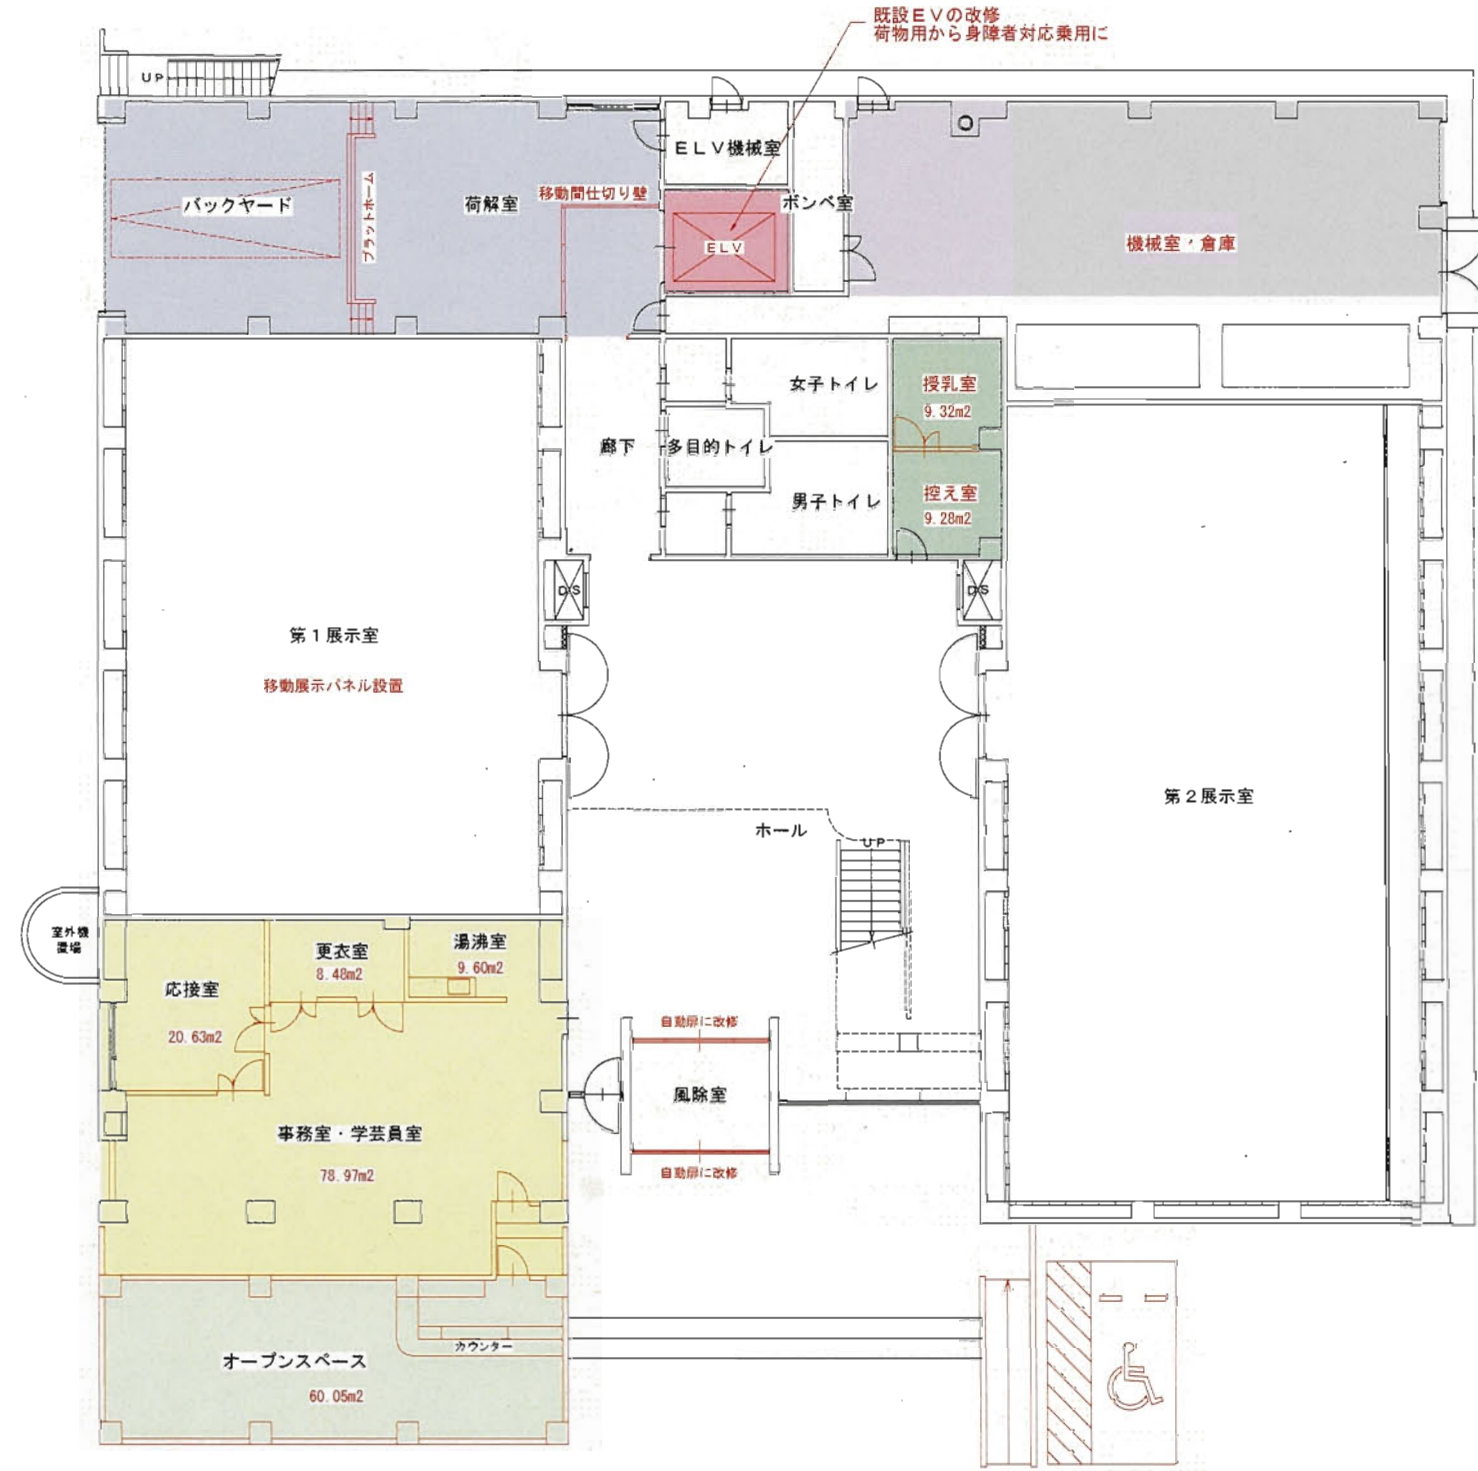 既設ＥＶの改修
荷物用から身障者対応乗用に
ＵＰ
ＥＬＶ機械室
バックヤード
プラットホーム
荷解室
移動間仕切り壁
ボンベ室
ＥＬＶ
機械室・倉庫
女子トイレ
授乳室
9.32m2
廊下
多目的トイレ
男子トイレ
控え室
9.28m2
ＤＳ
ＤＳ
第１展示室
移動展示パネル設置
第２展示室
ホール
ＵＰ
室外機
置場
応接室
20.63m2
更衣室
8.48m2
湯沸室
9.60m2
自動扉に改修
風除室
自動扉に改修
事務室・学芸員室
78.97m2
カウンター
オープンスペース
60.05m2